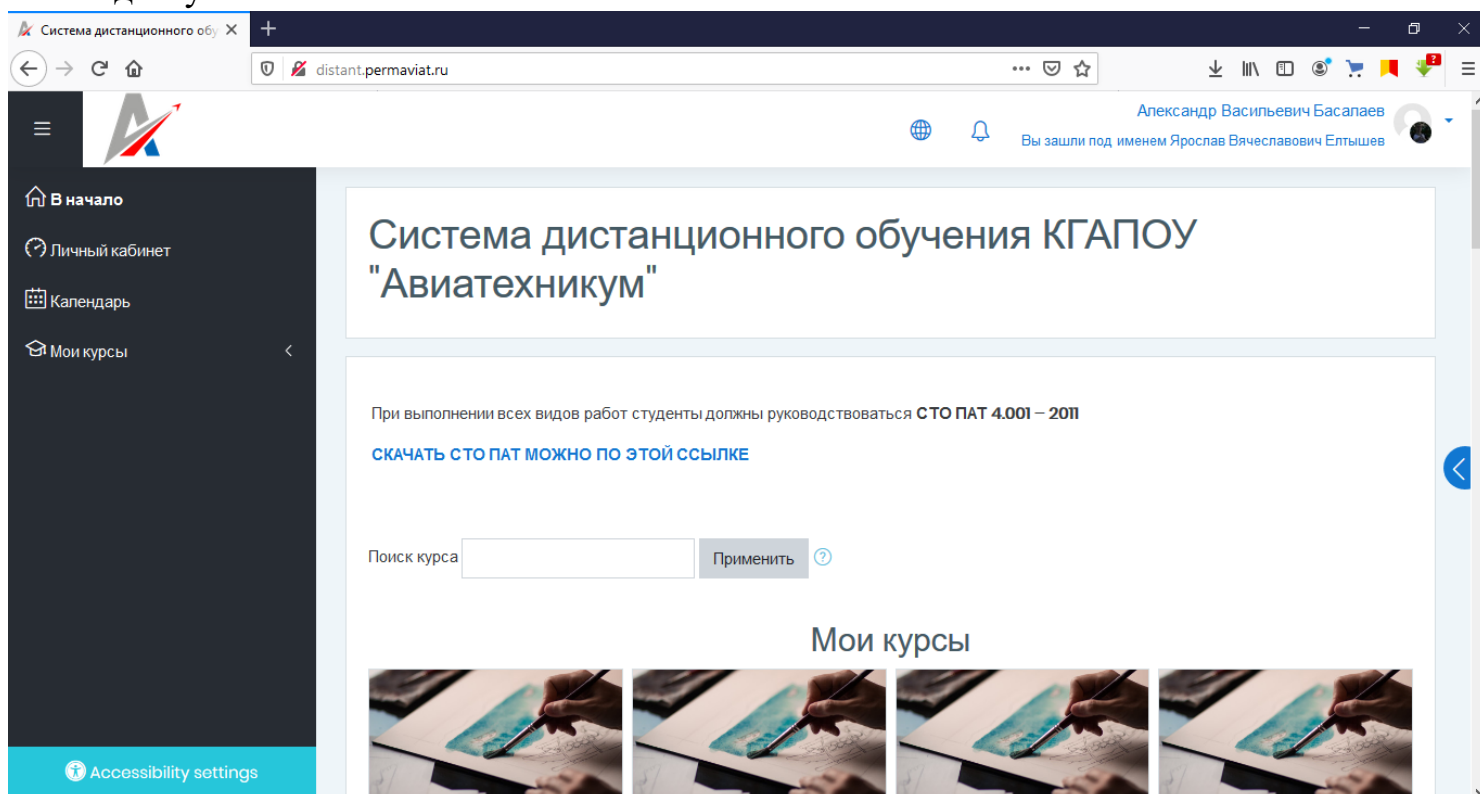 Система дистанционного обу
distant.permaviat.ru
Александр Васильевич Басалаев
Вы зашли под именем Ярослав Вячеславович Елтышев
В начало
Личный кабинет
Календарь
Мои курсы
Система дистанционного обучения КГАПОУ
"Авиатехникум"
При выполнении всех видов работ студенты должны руководствоваться СТО ПАТ 4.001 – 2011
СКАЧАТЬ СТО ПАТ МОЖНО ПО ЭТОЙ ССЫЛКЕ
Поиск курса
Применить
Мои курсы
Accessibility settings